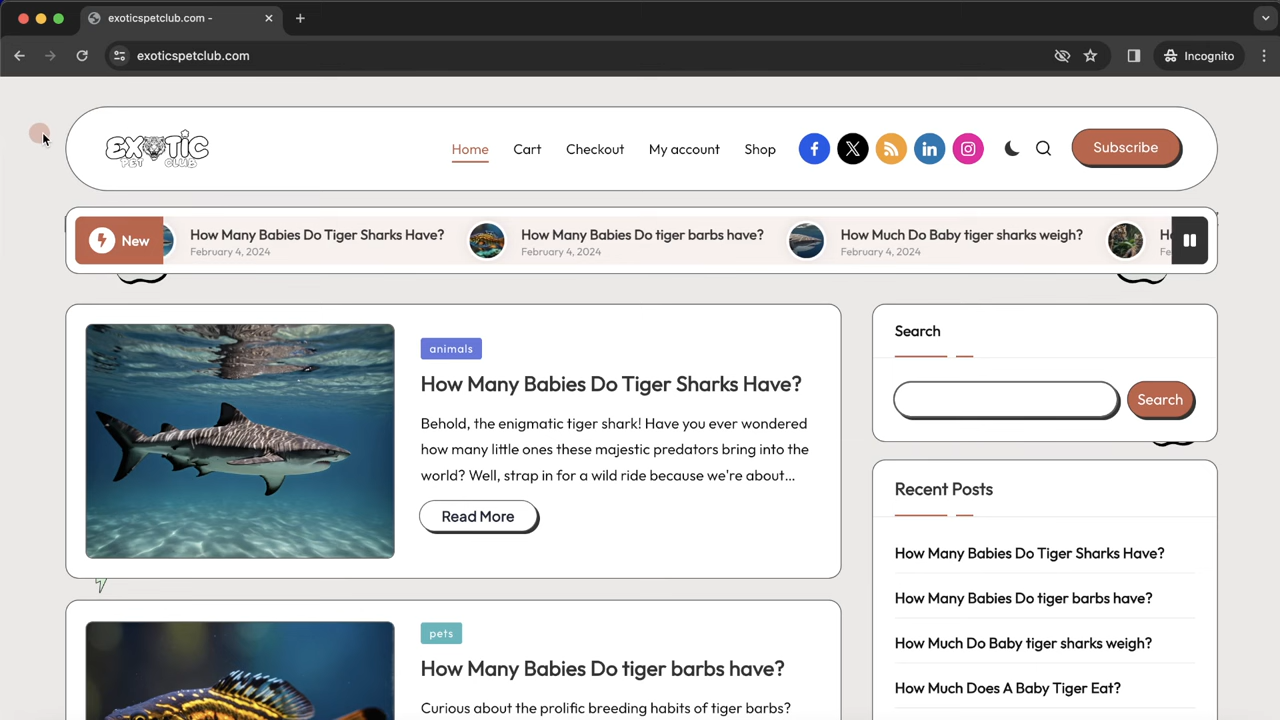 exoticspetclub.com -
exoticspetclub.com
Incognito
EXOTIC
PET CLUB
Home
Cart
Checkout
My account
Shop
Subscribe
New
How Many Babies Do Tiger Sharks Have?
February 4, 2024
How Many Babies Do tiger barbs have?
February 4, 2024
How Much Do Baby tiger sharks weigh?
February 4, 2024
animals
How Many Babies Do Tiger Sharks Have?
Behold, the enigmatic tiger shark! Have you ever wondered
how many little ones these majestic predators bring into the
world? Well, strap in for a wild ride because we're about...
Read More
pets
How Many Babies Do tiger barbs have?
Curious about the prolific breeding habits of tiger barbs?
Search
Search
Recent Posts
How Many Babies Do Tiger Sharks Have?
How Many Babies Do tiger barbs have?
How Much Do Baby tiger sharks weigh?
How Much Does A Baby Tiger Eat?